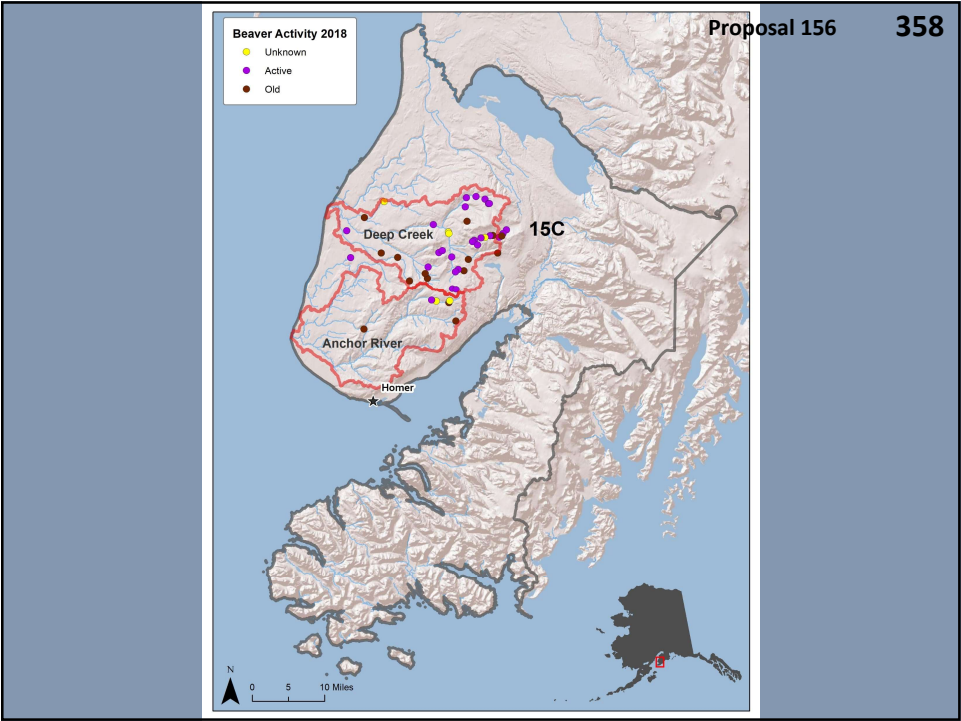 Proposal 156
358
Beaver Activity 2018
Unknown
Active
Old
Deep Creek
15C
Anchor River
Homer
N
0 5 10 Miles